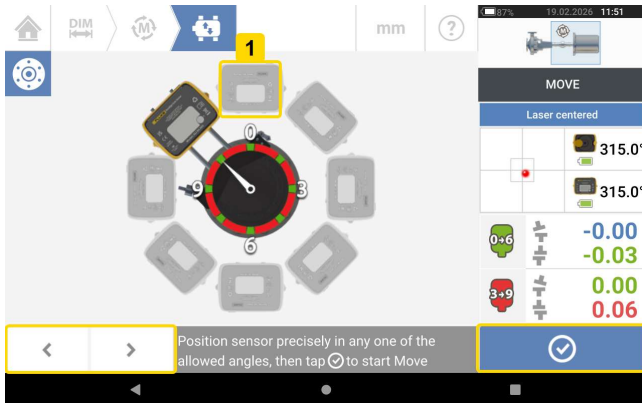 87% 19.02.2026 11:51
DIM
M
mm
?
1
M
MOVE
Laser centered
0
3
6
9
315.0°
315.0°
0→6
-0.00
-0.03
3→9
0.00
0.06
Position sensor precisely in any one of the
allowed angles, then tap to start Move